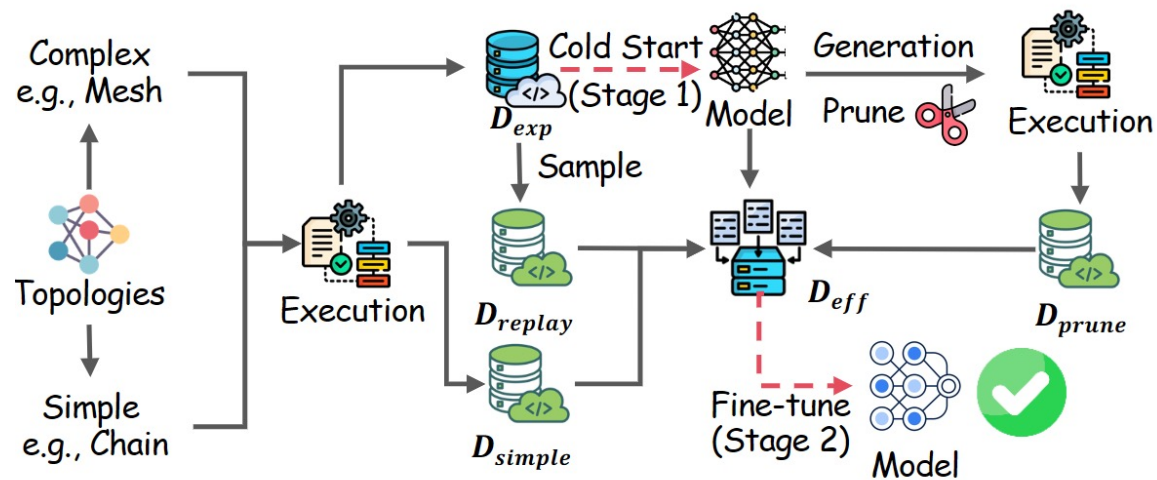 Complex
e.g., Mesh
Topologies
Simple
e.g., Chain
Execution
</>
D_exp
Cold Start
(Stage 1)
Model
Generation
Prune
Execution
Sample
</>
D_replay
</>
D_simple
D_eff
</>
D_prune
Fine-tune
(Stage 2)
Model